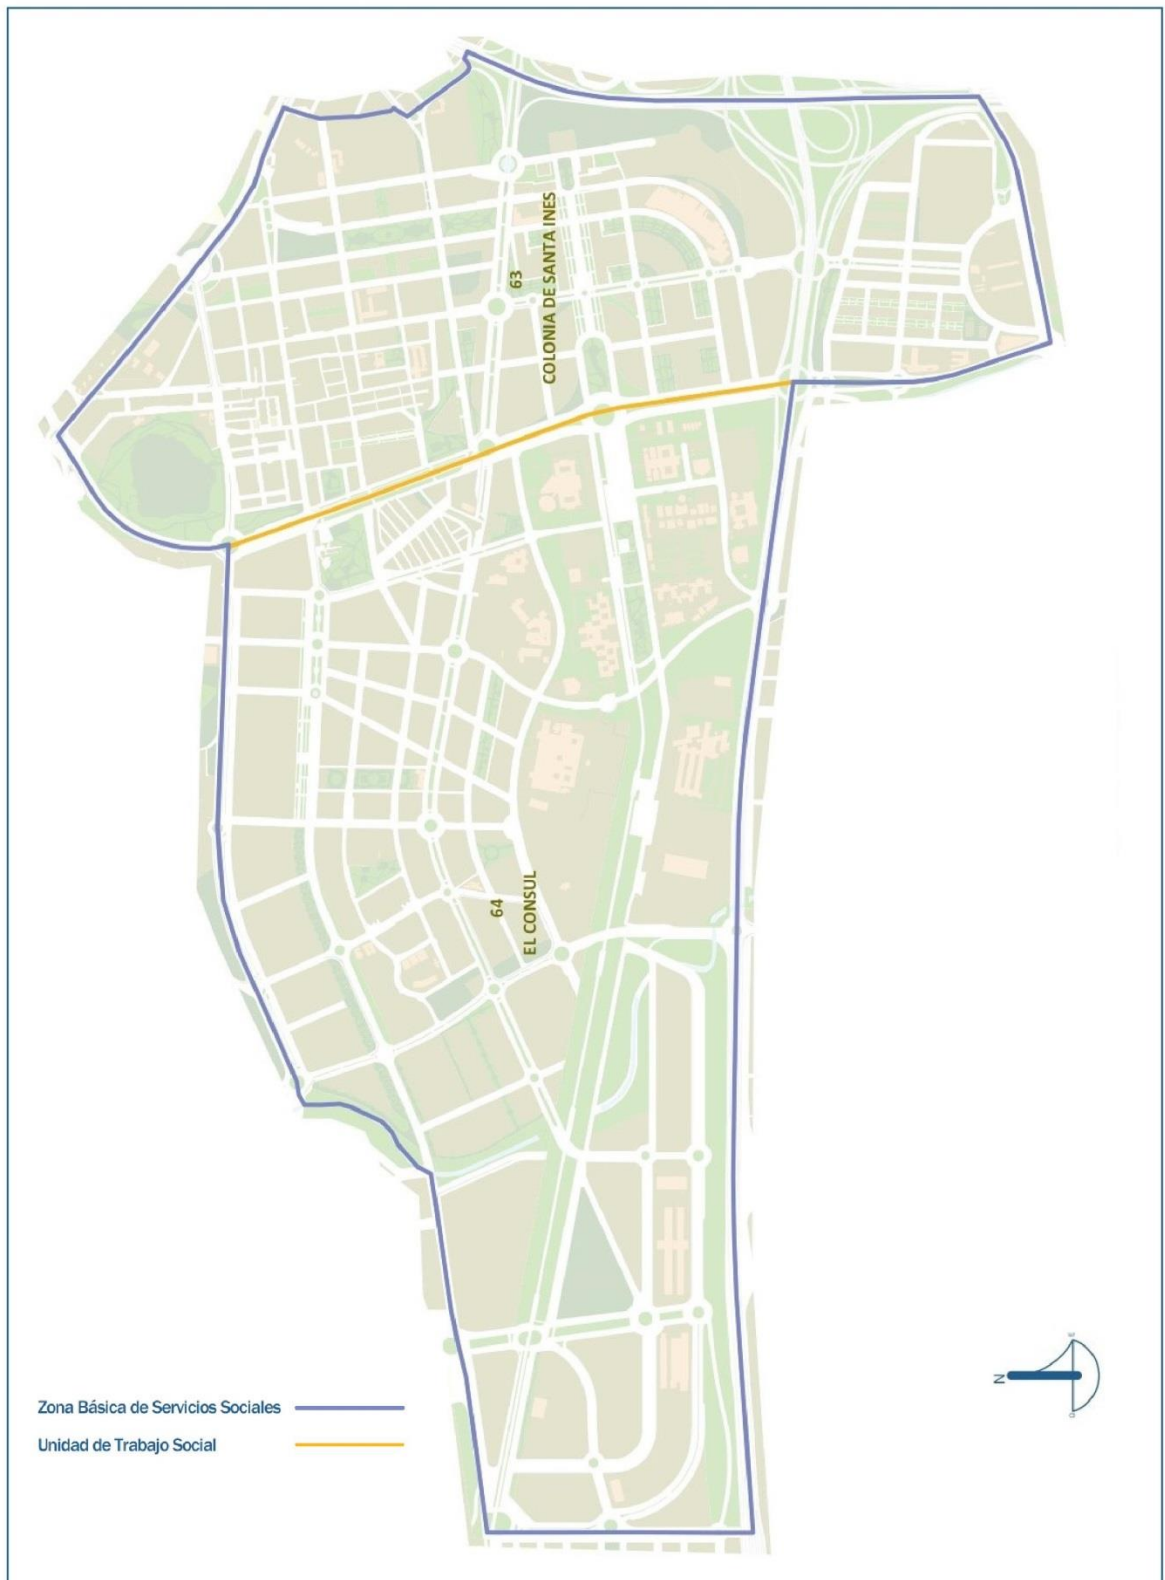 63
COLONIA DE SANTA INES
64
EL CONSUL
Zona Básica de Servicios Sociales
Unidad de Trabajo Social
N
E
O